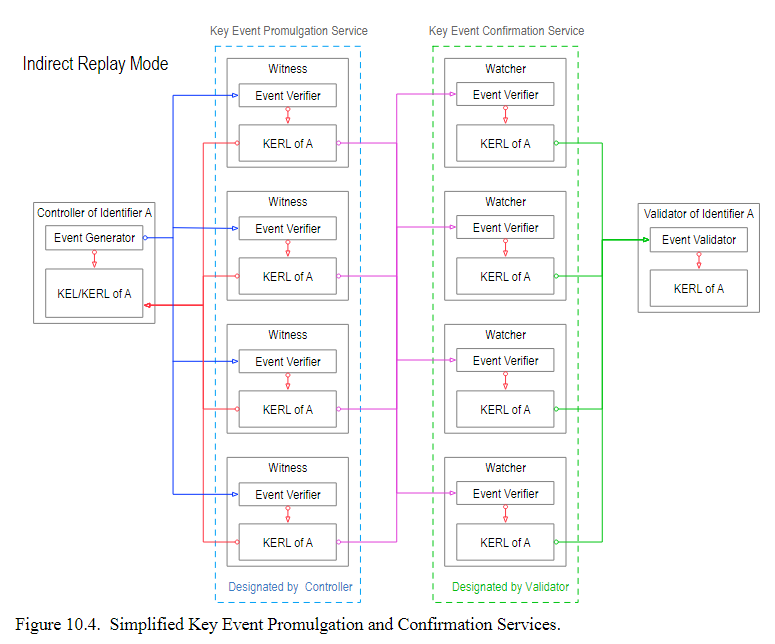 Key Event Promulgation Service
Key Event Confirmation Service
Indirect Replay Mode
Controller of Identifier A
Event Generator
KEL/KERL of A
Witness
Event Verifier
KERL of A
Witness
Event Verifier
KERL of A
Witness
Event Verifier
KERL of A
Witness
Event Verifier
KERL of A
Designated by Controller
Watcher
Event Verifier
KERL of A
Watcher
Event Verifier
KERL of A
Watcher
Event Verifier
KERL of A
Watcher
Event Verifier
KERL of A
Designated by Validator
Validator of Identifier A
Event Validator
KERL of A
Figure 10.4. Simplified Key Event Promulgation and Confirmation Services.